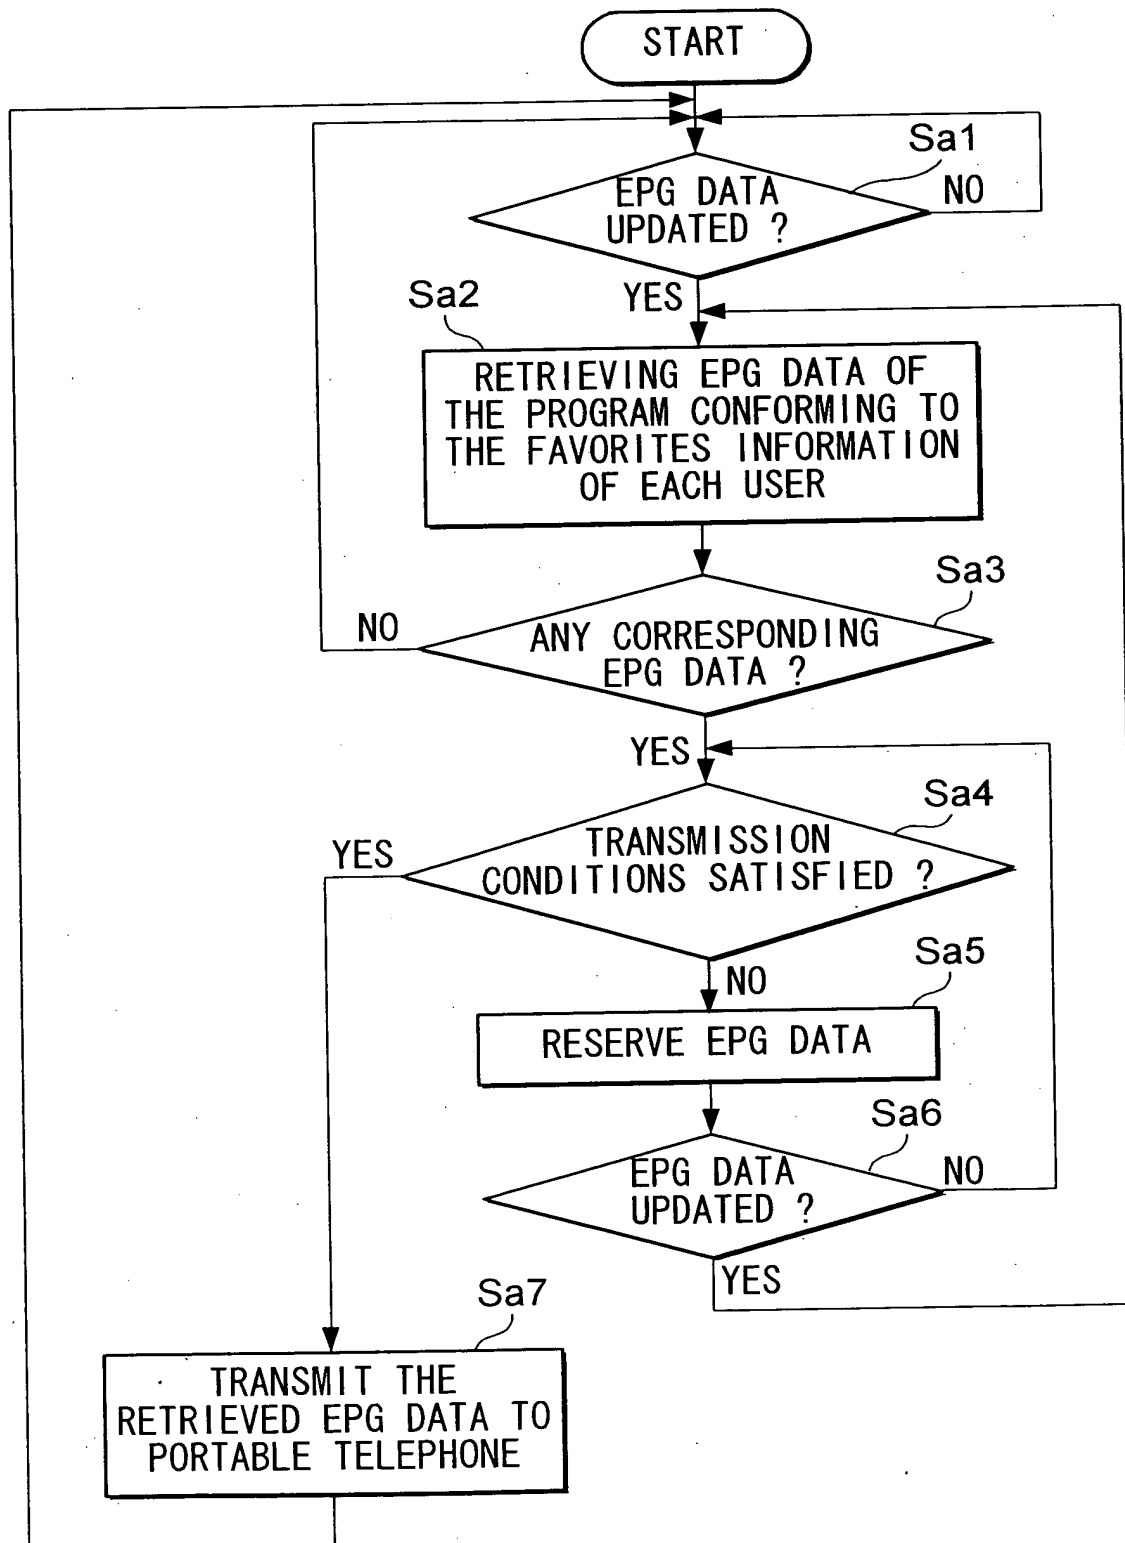 START
Sa1
EPG DATA
UPDATED ?
NO
YES
Sa2
RETRIEVING EPG DATA OF
THE PROGRAM CONFORMING TO
THE FAVORITES INFORMATION
OF EACH USER
Sa3
NO
ANY CORRESPONDING
EPG DATA ?
YES
Sa4
YES
TRANSMISSION
CONDITIONS SATISFIED ?
NO
Sa5
RESERVE EPG DATA
Sa6
EPG DATA
UPDATED ?
NO
YES
Sa7
TRANSMIT THE
RETRIEVED EPG DATA TO
PORTABLE TELEPHONE